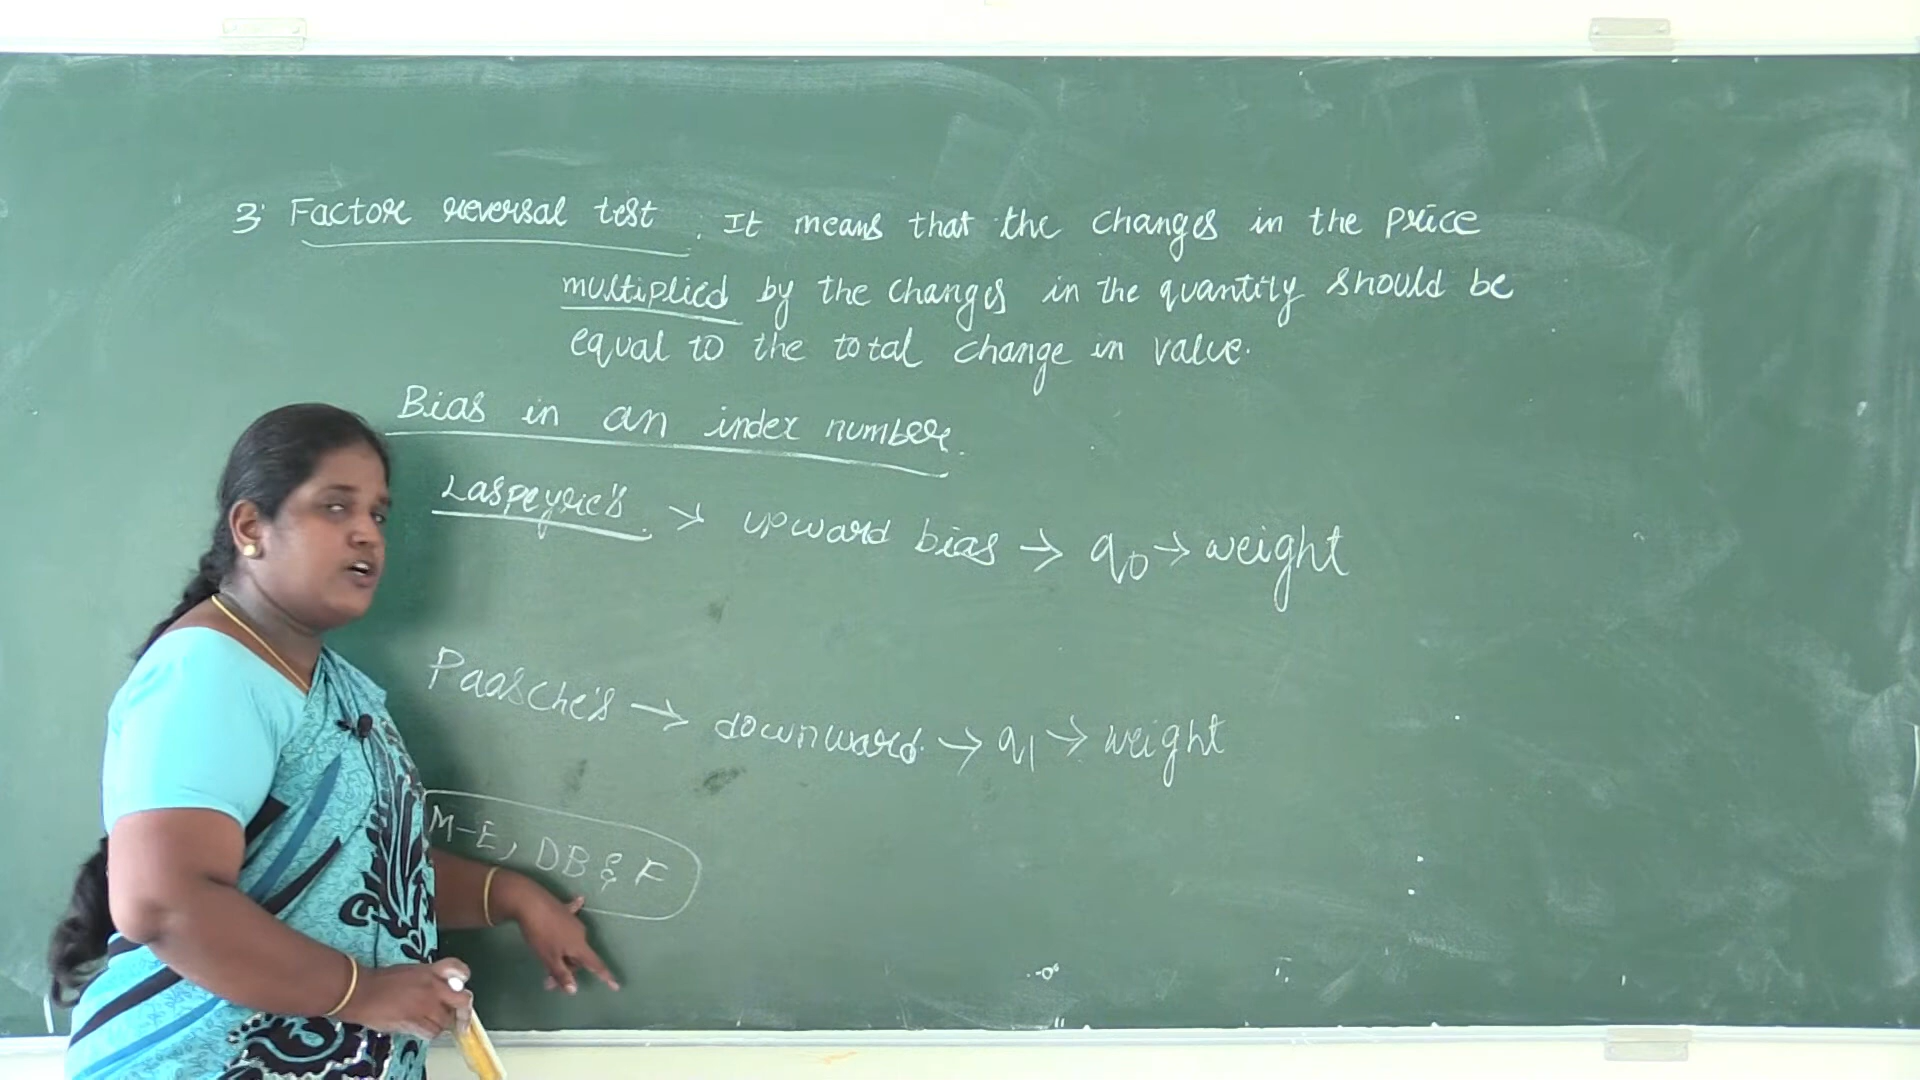 3. Factor reversal test. It means that the changes in the price
multiplied by the changes in the quantity should be
equal to the total change in value.
Bias in an index number.
Laspeyre's. → upward bias → q0 → weight
Paasche's → downward. → q1 → weight
M-E, DB & F